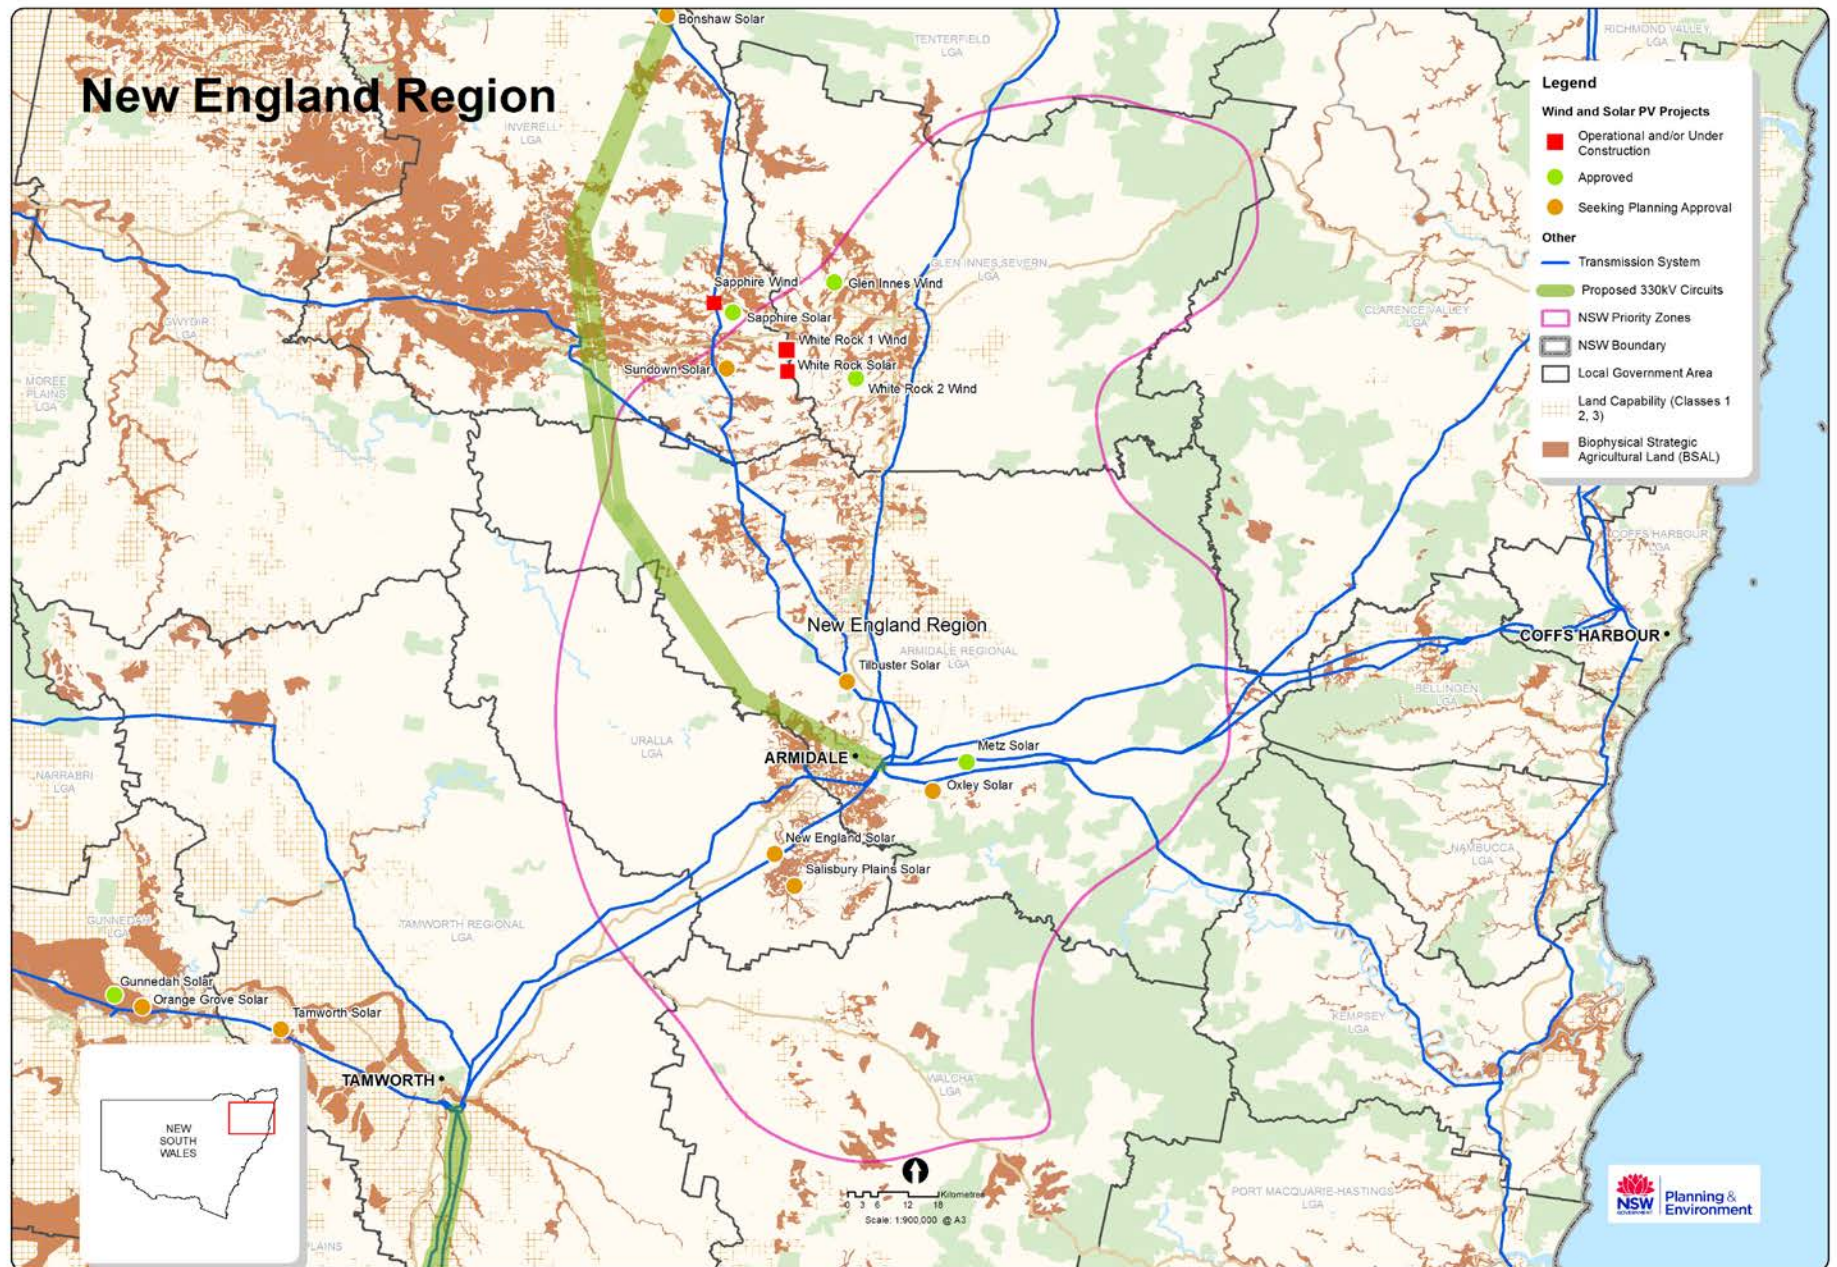 New England Region
Bonshaw Solar
TENTERFIELD
LGA
RICHMOND VALLEY
LGA
INVERELL
LGA
Legend
Wind and Solar PV Projects
Operational and/or Under
Construction
Approved
Seeking Planning Approval
Other
Transmission System
Proposed 330kV Circuits
NSW Priority Zones
NSW Boundary
Local Government Area
Land Capability (Classes 1
2, 3)
Biophysical Strategic
Agricultural Land (BSAL)
GLEN INNES SEVERN
LGA
Sapphire Wind
Glen Innes Wind
Sapphire Solar
CLARENCE VALLEY
LGA
GWYDIR
White Rock 1 Wind
White Rock Solar
Sundown Solar
White Rock 2 Wind
MOREE
PLAINS
LGA
COFFS HARBOUR
LGA
New England Region
COFFS HARBOUR
ARMIDALE REGIONAL
LGA
Tilbuster Solar
BELLINGEN
LGA
URALLA
LGA
ARMIDALE
Metz Solar
NARRABRI
LGA
Oxley Solar
New England Solar
NAMBUCCA
LGA
Salisbury Plains Solar
GUNNEDAH
LGA
TAMWORTH REGIONAL
LGA
Gunnedah Solar
Orange Grove Solar
Tamworth Solar
KEMPSEY
LGA
TAMWORTH
WALCHA
LGA
NEW
SOUTH
WALES
Kilometres
0 3 6 12 18
Scale: 1:900,000 @ A3
PORT MACQUARIE-HASTINGS
LGA
NSW
GOVERNMENT
Planning &
Environment
PLAINS